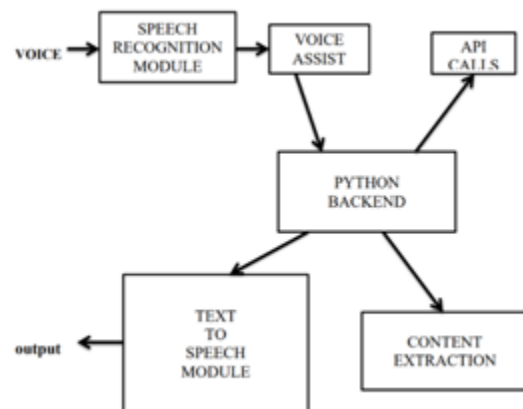 VOICE
SPEECH
RECOGNITION
MODULE
VOICE
ASSIST
API
CALLS
PYTHON
BACKEND
TEXT
TO
SPEECH
MODULE
output
CONTENT
EXTRACTION